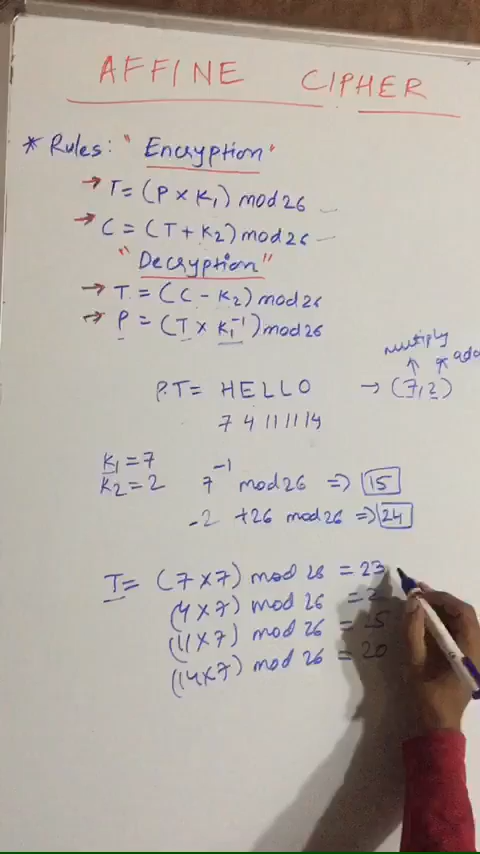 AFFINE CIPHER
* Rules: "Encryption"
→ T = (P × K₁) mod 26
→ C = (T + K₂) mod 26
"Decryption"
→ T = (C - K₂) mod 26
→ P = (T × K₁⁻¹) mod 26
multiply add
P.T = HELLO → (7,2)
7 4 11 11 14
K₁ = 7
K₂ = 2
7⁻¹ mod 26 => 15
-2 +26 mod 26 => 24
T = (7 × 7) mod 26 = 23
(4 × 7) mod 26 = 2
(11 × 7) mod 26 = 25
(14 × 7) mod 26 = 20